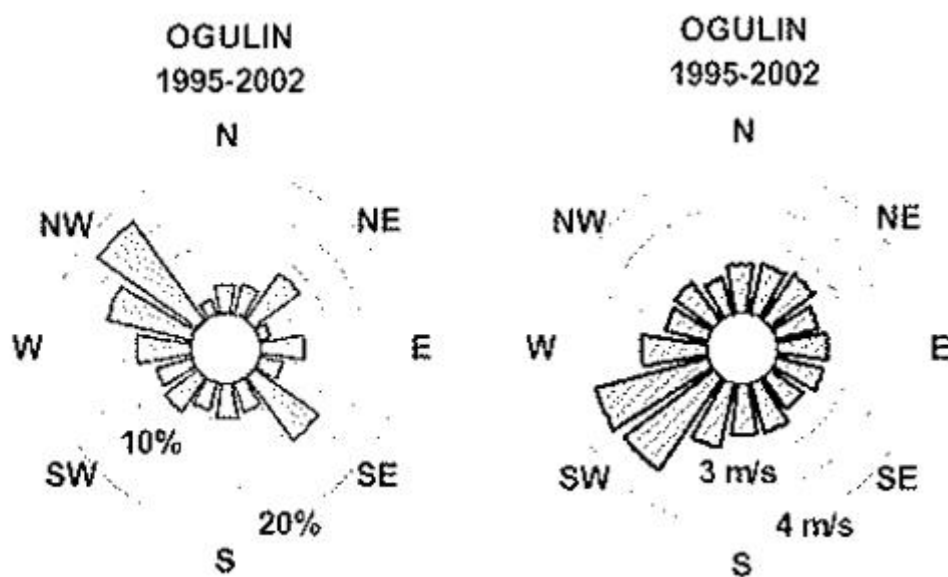 OGULIN
1995-2002
N
NW
NE
W
E
10%
SW
SE
20%
S
OGULIN
1995-2002
N
NW
NE
W
E
3 m/s
SW
SE
4 m/s
S